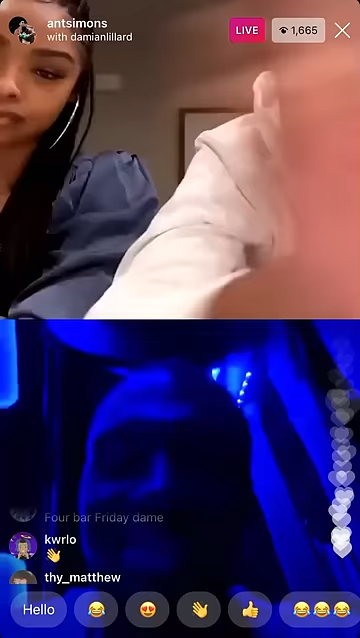 antsimons
with damianlillard
LIVE
1,665
Four bar Friday dame
kwrlo
👋
thy_matthew
Hello
😂
😍
👋
👍
😂😂😂